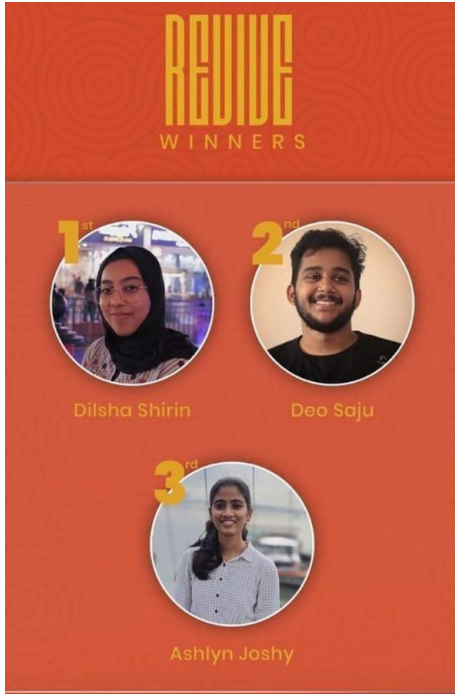 REVIVE
WINNERS
1st
2nd
Dilsha Shirin
Deo Saju
3rd
Ashlyn Joshy